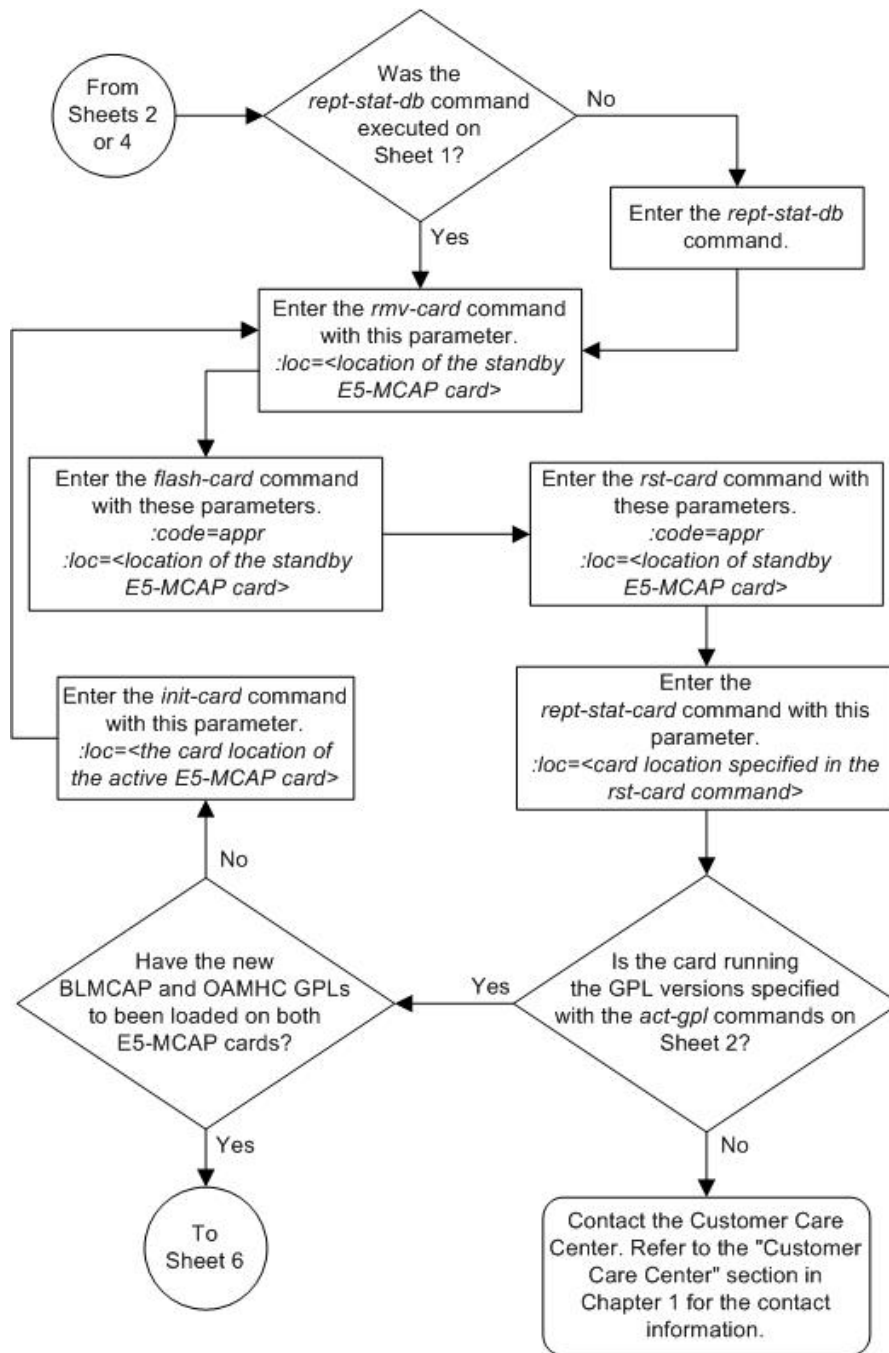 From
Sheets 2
or 4
Was the
rept-stat-db command
executed on
Sheet 1?
No
Yes
Enter the rept-stat-db
command.
Enter the rmv-card command
with this parameter.
:loc=<location of the standby
E5-MCAP card>
Enter the flash-card command
with these parameters.
:code=appr
:loc=<location of the standby
E5-MCAP card>
Enter the rst-card command with
these parameters.
:code=appr
:loc=<location of standby
E5-MCAP card>
Enter the init-card command
with this parameter.
:loc=<the card location of
the active E5-MCAP card>
Enter the
rept-stat-card command with this
parameter.
:loc=<card location specified in the
rst-card command>
No
Have the new
BLMCAP and OAMHC GPLs
to been loaded on both
E5-MCAP cards?
Yes
Is the card running
the GPL versions specified
with the act-gpl commands on
Sheet 2?
Yes
No
To
Sheet 6
Contact the Customer Care
Center. Refer to the "Customer
Care Center" section in
Chapter 1 for the contact
information.